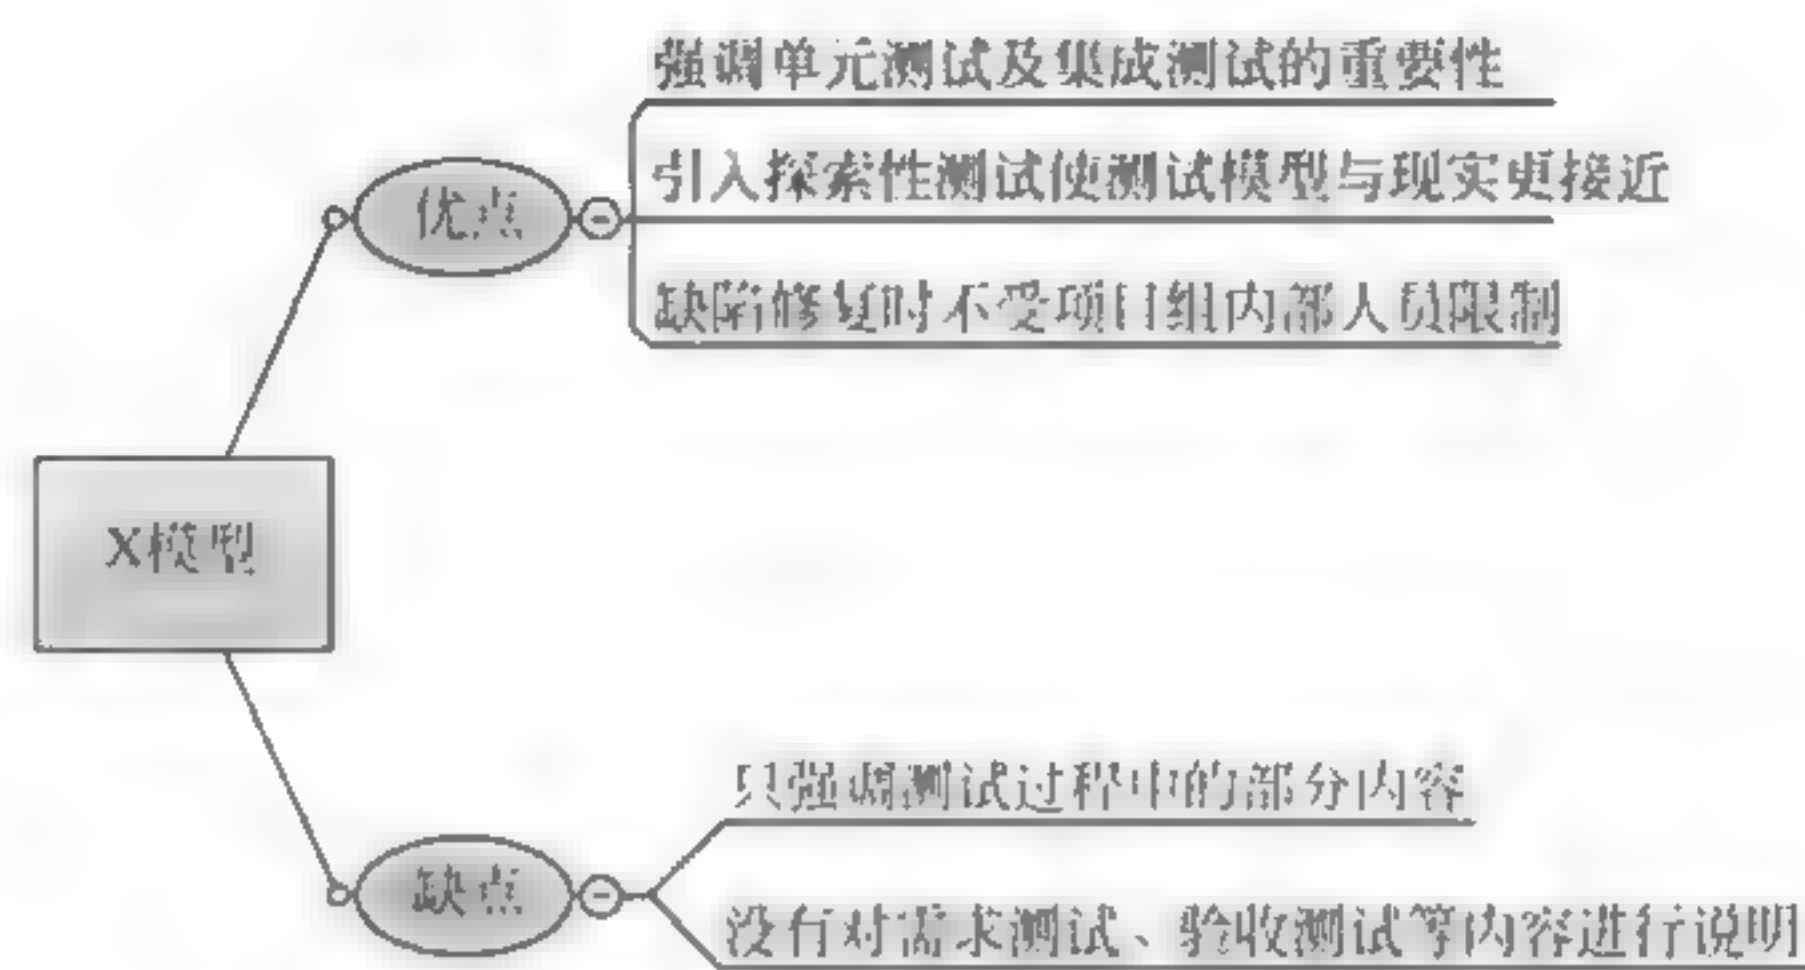 强调单元测试及集成测试的重要性
引入探索性测试使测试模型与现实更接近
优点
缺陷修复时不受项目组内部人员限制
X模型
只强调测试过程中的部分内容
缺点
没有对需求测试、验收测试等内容进行说明